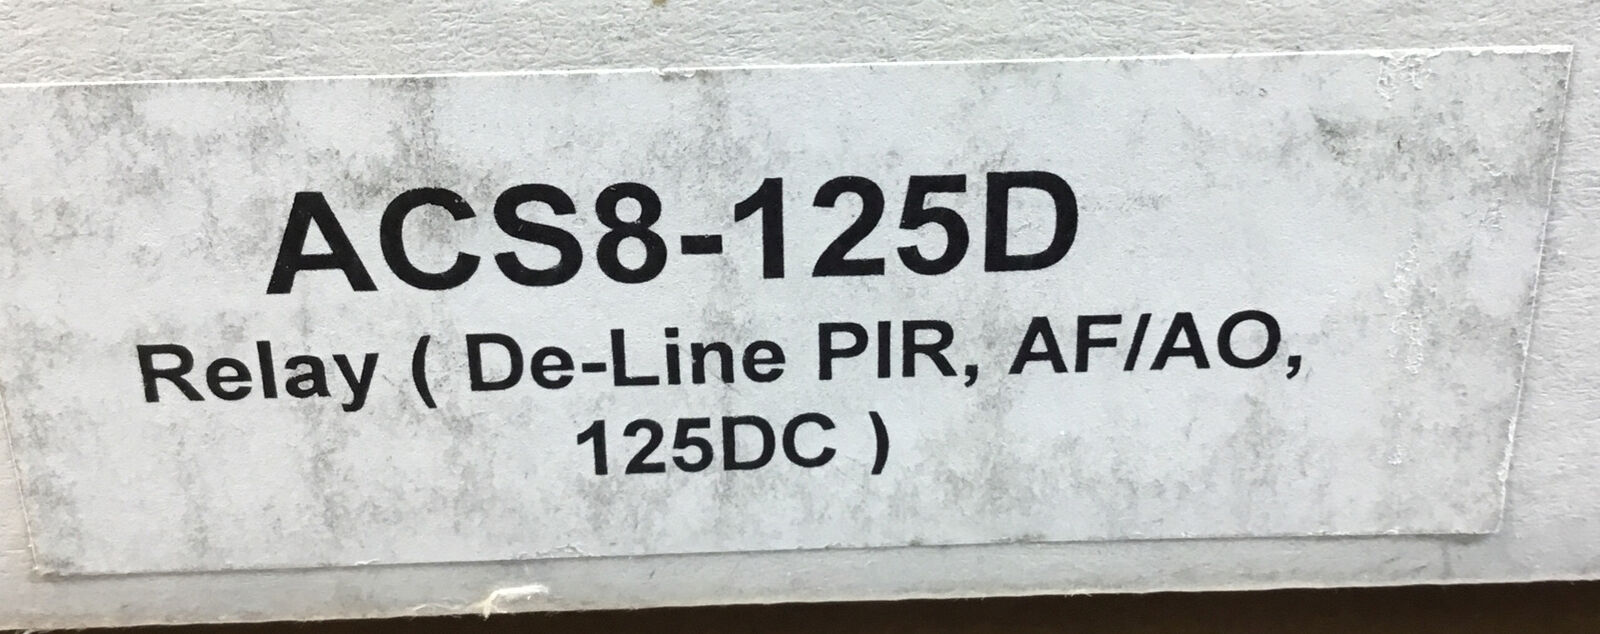 ACS8-125D
Relay ( De-Line PIR, AF/AO,
125DC )